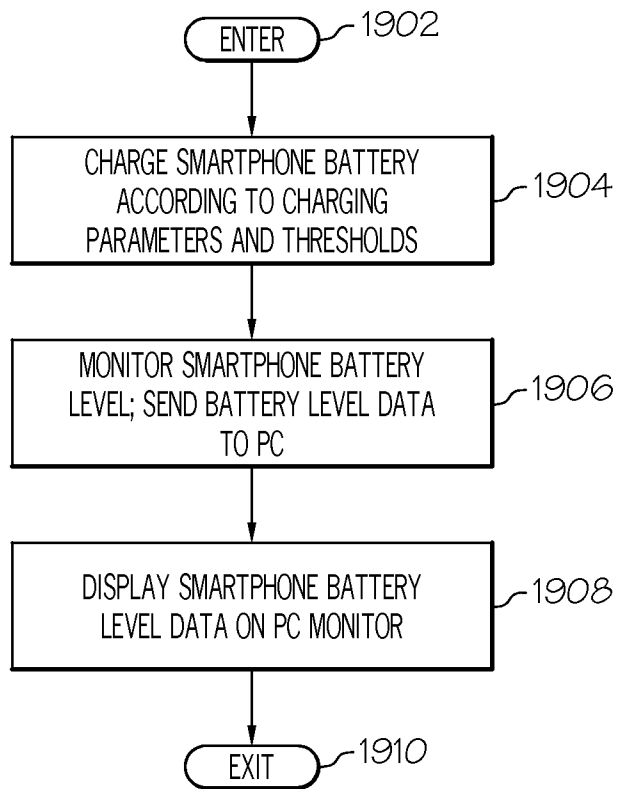 ENTER
1902
CHARGE SMARTPHONE BATTERY
ACCORDING TO CHARGING
PARAMETERS AND THRESHOLDS
1904
MONITOR SMARTPHONE BATTERY
LEVEL; SEND BATTERY LEVEL DATA
TO PC
1906
DISPLAY SMARTPHONE BATTERY
LEVEL DATA ON PC MONITOR
1908
EXIT
1910